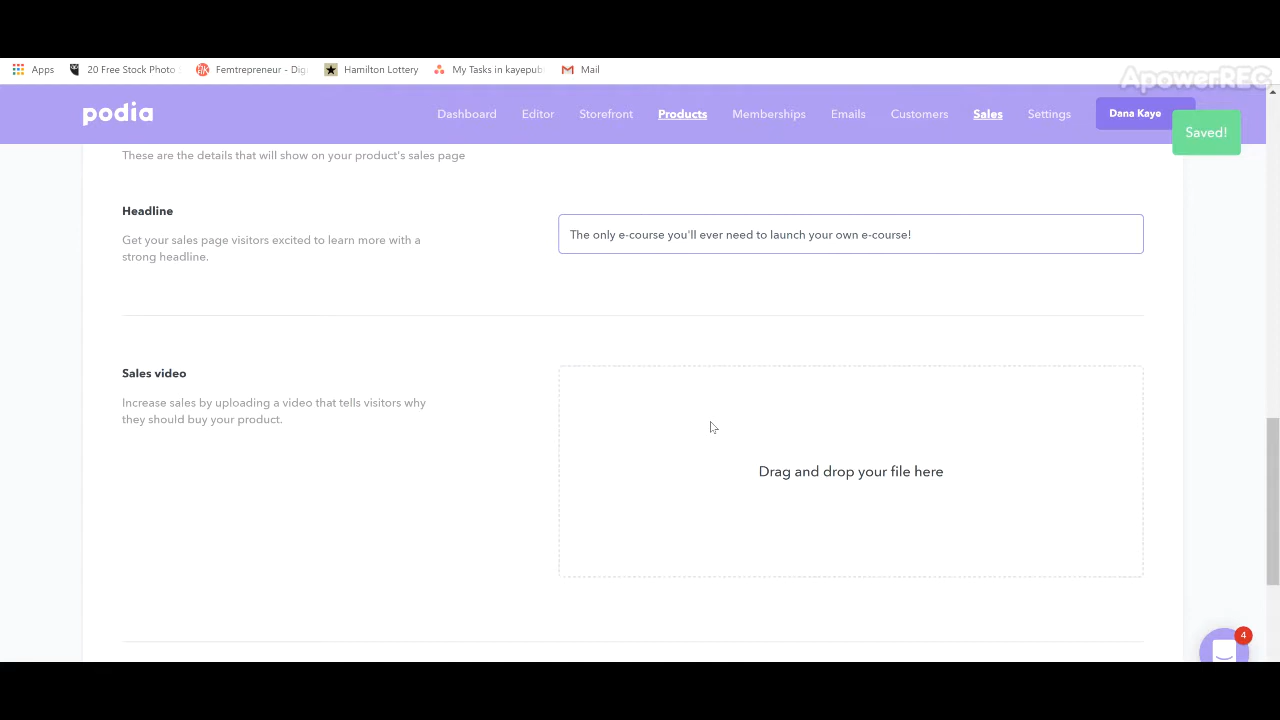 Apps 20 Free Stock Photo Femtrepreneur - Dig Hamilton Lottery My Tasks in kayepub Mail
ApowerREC
podia Dashboard Editor Storefront Products Memberships Emails Customers Sales Settings Dana Kaye
Saved!
These are the details that will show on your product's sales page
Headline
Get your sales page visitors excited to learn more with a
strong headline.
The only e-course you'll ever need to launch your own e-course!
Sales video
Increase sales by uploading a video that tells visitors why
they should buy your product.
Drag and drop your file here
4